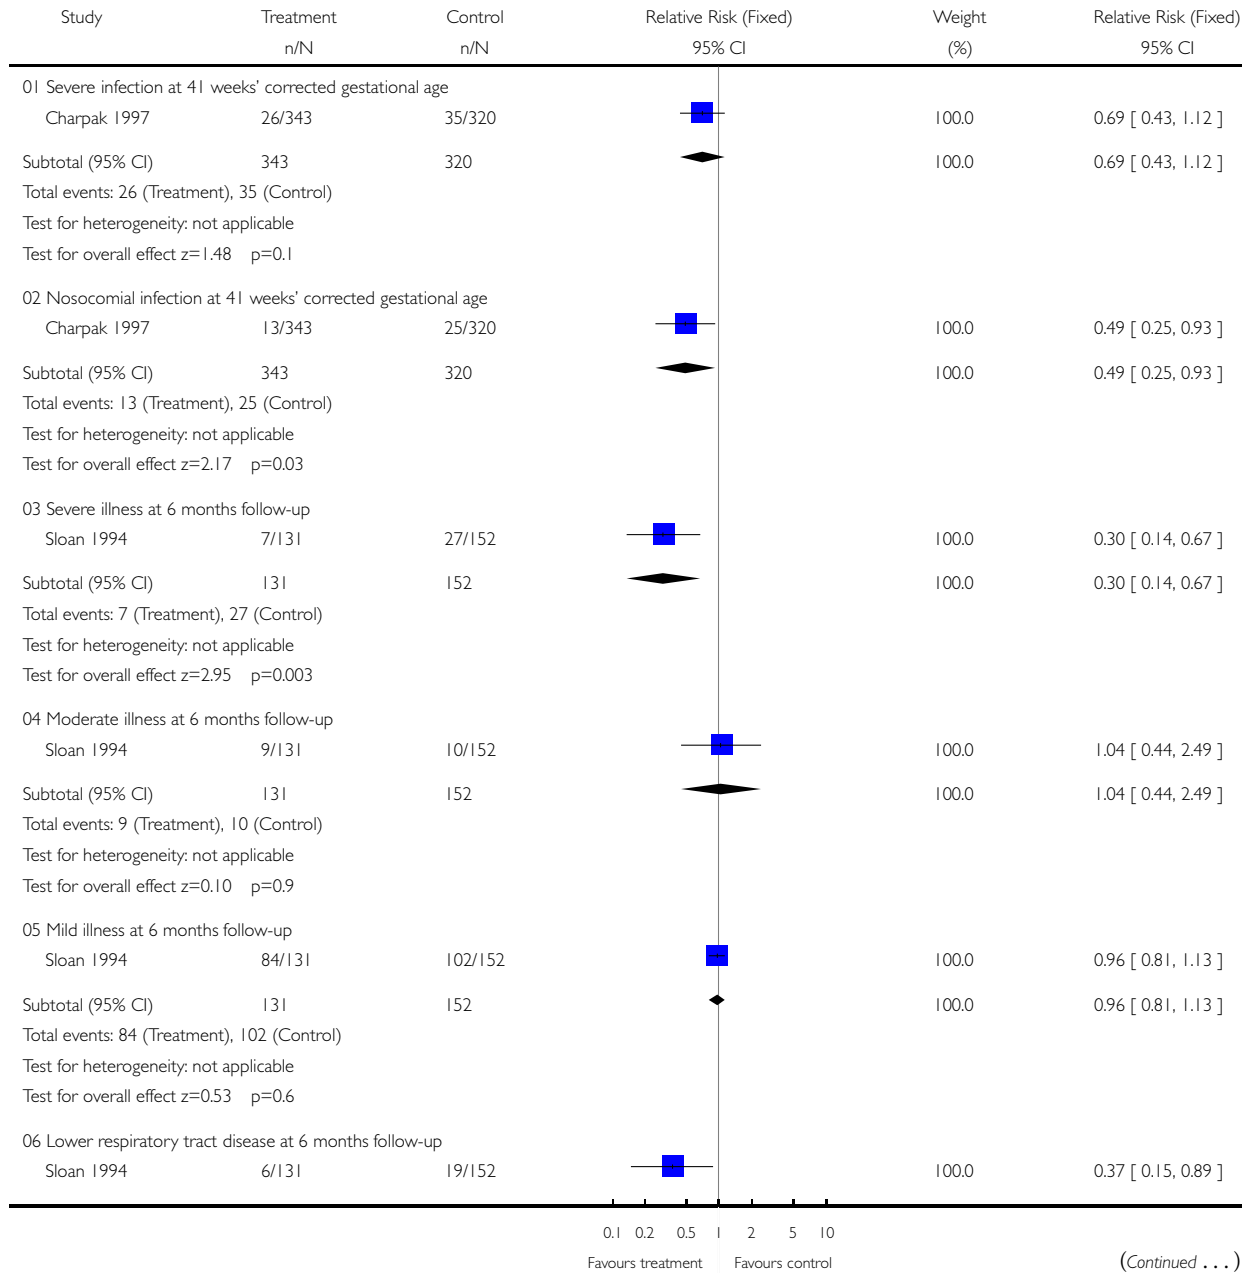 Study Treatment Control Relative Risk (Fixed) Weight Relative Risk (Fixed)
n/N n/N 95% CI (%) 95% CI
01 Severe infection at 41 weeks’ corrected gestational age
Charpak 1997 26/343 35/320 100.0 0.69 [ 0.43, 1.12 ]
Subtotal (95% CI) 343 320 100.0 0.69 [ 0.43, 1.12 ]
Total events: 26 (Treatment), 35 (Control)
Test for heterogeneity: not applicable
Test for overall effect z=1.48 p=0.1
02 Nosocomial infection at 41 weeks’ corrected gestational age
Charpak 1997 13/343 25/320 100.0 0.49 [ 0.25, 0.93 ]
Subtotal (95% CI) 343 320 100.0 0.49 [ 0.25, 0.93 ]
Total events: 13 (Treatment), 25 (Control)
Test for heterogeneity: not applicable
Test for overall effect z=2.17 p=0.03
03 Severe illness at 6 months follow-up
Sloan 1994 7/131 27/152 100.0 0.30 [ 0.14, 0.67 ]
Subtotal (95% CI) 131 152 100.0 0.30 [ 0.14, 0.67 ]
Total events: 7 (Treatment), 27 (Control)
Test for heterogeneity: not applicable
Test for overall effect z=2.95 p=0.003
04 Moderate illness at 6 months follow-up
Sloan 1994 9/131 10/152 100.0 1.04 [ 0.44, 2.49 ]
Subtotal (95% CI) 131 152 100.0 1.04 [ 0.44, 2.49 ]
Total events: 9 (Treatment), 10 (Control)
Test for heterogeneity: not applicable
Test for overall effect z=0.10 p=0.9
05 Mild illness at 6 months follow-up
Sloan 1994 84/131 102/152 100.0 0.96 [ 0.81, 1.13 ]
Subtotal (95% CI) 131 152 100.0 0.96 [ 0.81, 1.13 ]
Total events: 84 (Treatment), 102 (Control)
Test for heterogeneity: not applicable
Test for overall effect z=0.53 p=0.6
06 Lower respiratory tract disease at 6 months follow-up
Sloan 1994 6/131 19/152 100.0 0.37 [ 0.15, 0.89 ]
0.1 0.2 0.5 1 2 5 10
Favours treatment Favours control (Continued . . . )